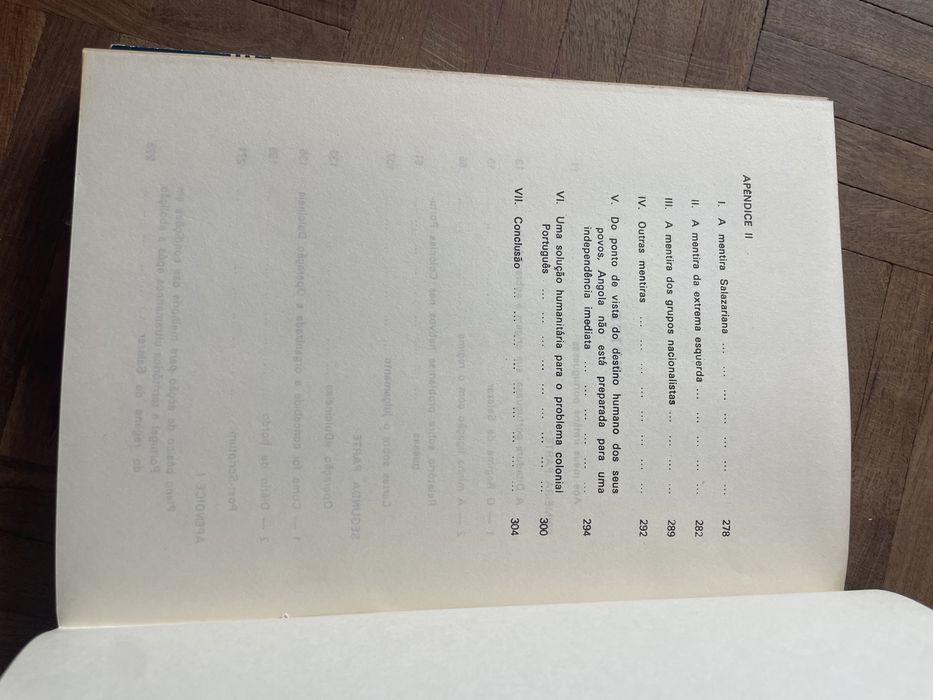 APÊNDICE II
I. A mentira Salazariana ... ... ... ... ... ... ... 278
II. A mentira da extrema esquerda ... ... ... ... ... 282
III. A mentira dos grupos nacionalistas ... ... ... ... 289
IV. Outras mentiras ... ... ... ... ... ... ... ... 292
V. Do ponto de vista do destino humano dos seus
povos, Angola não está preparada para uma
independência imediata ... ... ... ... ... ... 294
VI. Uma solução humanitária para o problema colonial
Português ... ... ... ... ... ... ... ... ... 300
VII. Conclusão ... ... ... ... ... ... ... ... ... 304